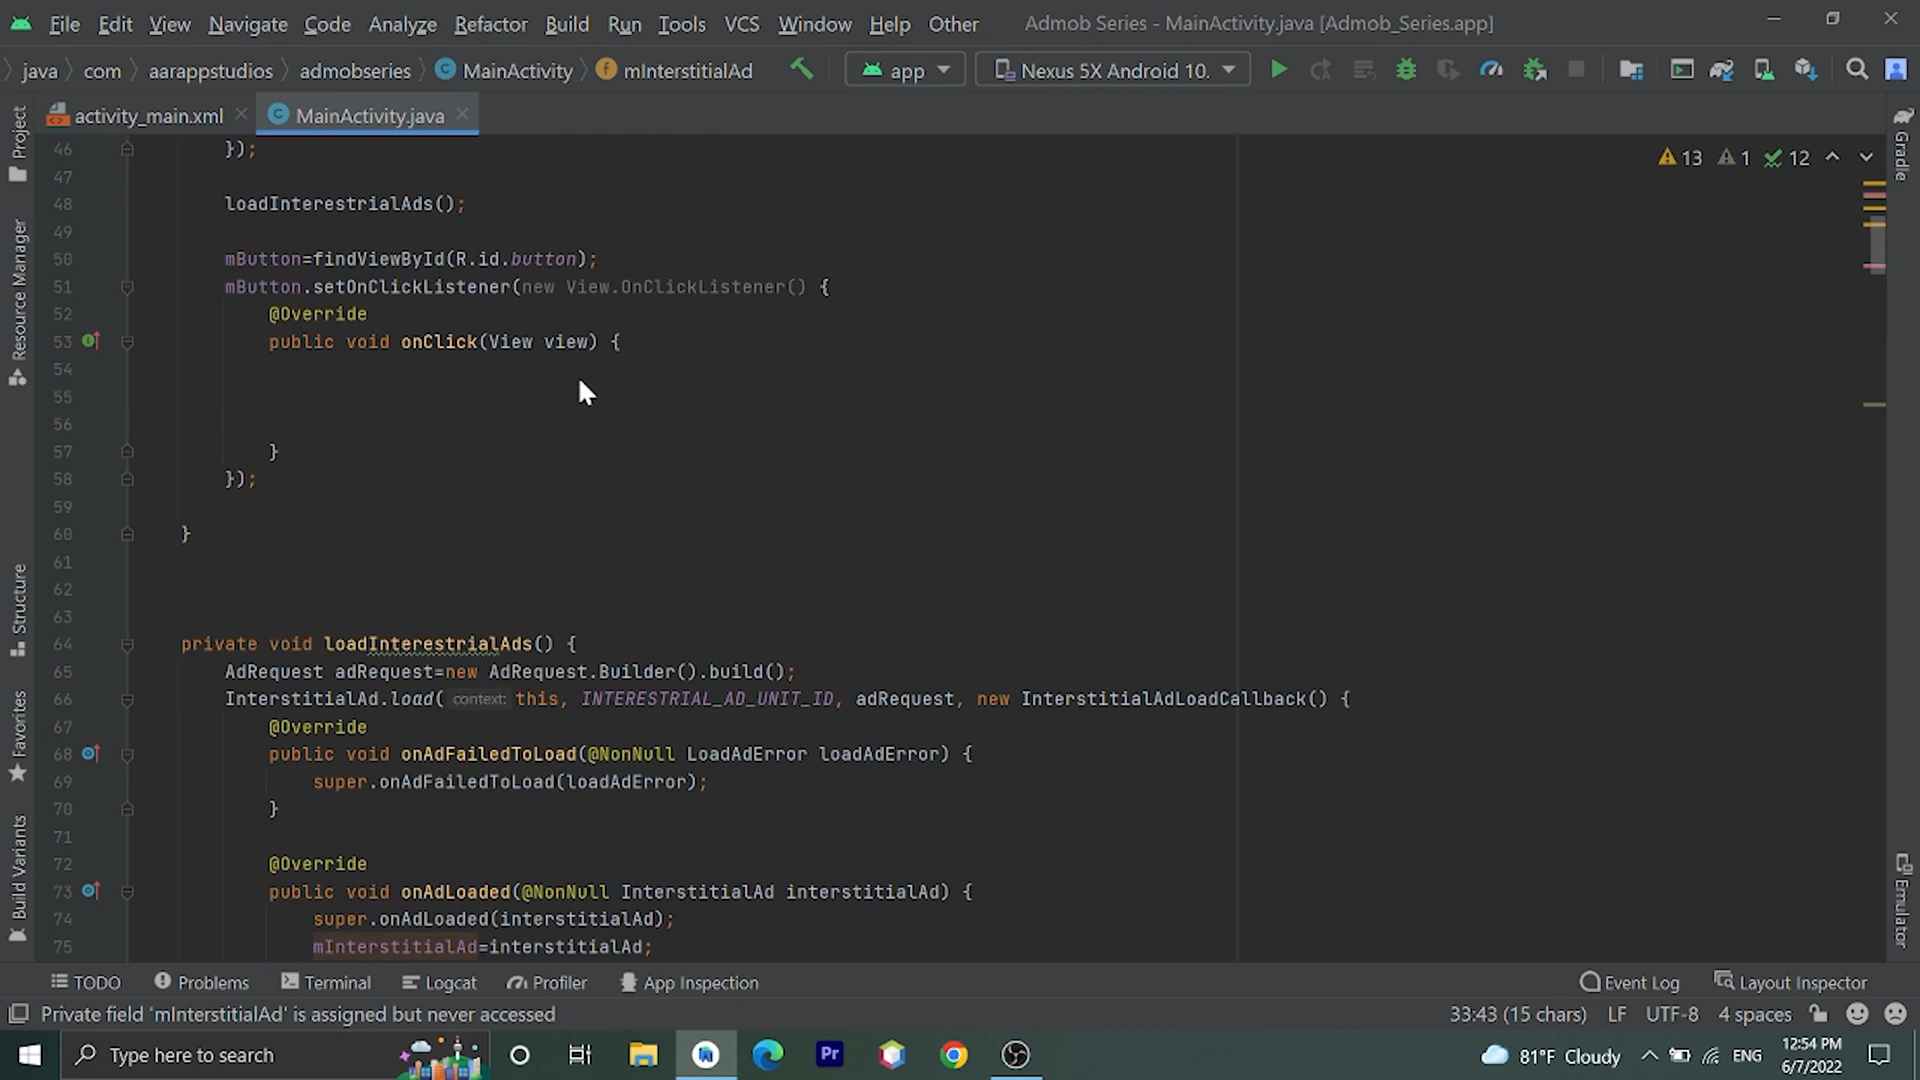 File Edit View Navigate Code Analyze Refactor Build Run Tools VCS Window Help Other Admob Series - MainActivity.java [Admob_Series.app]
java com aarappstudios admobseries MainActivity mInterstitialAd app Nexus 5X Android 10.
activity_main.xml MainActivity.java
13 1 12
46 });
47
48 loadInterestrialAds();
49
50 mButton=findViewById(R.id.button);
51 mButton.setOnClickListener(new View.OnClickListener() {
52 @Override
53 public void onClick(View view) {
54
55
56
57 }
58 });
59
60 }
61
62
63
64 private void loadInterestrialAds() {
65 AdRequest adRequest=new AdRequest.Builder().build();
66 InterstitialAd.load( context: this, INTERESTRIAL_AD_UNIT_ID, adRequest, new InterstitialAdLoadCallback() {
67 @Override
68 public void onAdFailedToLoad(@NonNull LoadAdError loadAdError) {
69 super.onAdFailedToLoad(loadAdError);
70 }
71
72 @Override
73 public void onAdLoaded(@NonNull InterstitialAd interstitialAd) {
74 super.onAdLoaded(interstitialAd);
75 mInterstitialAd=interstitialAd;
Project
Resource Manager
Structure
Favorites
Build Variants
Gradle
Emulator
TODO Problems Terminal Logcat Profiler App Inspection Event Log Layout Inspector
Private field 'mInterstitialAd' is assigned but never accessed 33:43 (15 chars) LF UTF-8 4 spaces
Type here to search Pr 81°F Cloudy ENG 12:54 PM
6/7/2022